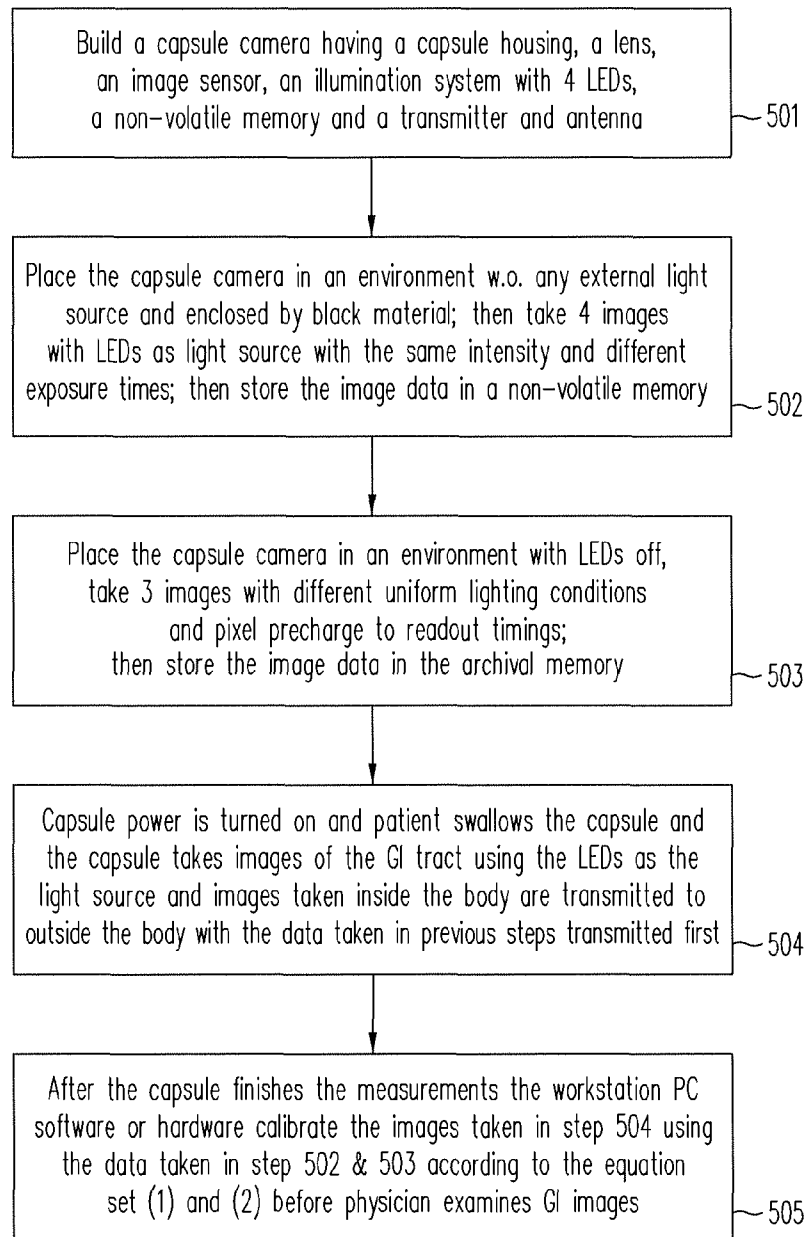 Build a capsule camera having a capsule housing, a lens,
an image sensor, an illumination system with 4 LEDs,
a non-volatile memory and a transmitter and antenna
501
Place the capsule camera in an environment w.o. any external light
source and enclosed by black material; then take 4 images
with LEDs as light source with the same intensity and different
exposure times; then store the image data in a non-volatile memory
502
Place the capsule camera in an environment with LEDs off,
take 3 images with different uniform lighting conditions
and pixel precharge to readout timings;
then store the image data in the archival memory
503
Capsule power is turned on and patient swallows the capsule and
the capsule takes images of the GI tract using the LEDs as the
light source and images taken inside the body are transmitted to
outside the body with the data taken in previous steps transmitted first
504
After the capsule finishes the measurements the workstation PC
software or hardware calibrate the images taken in step 504 using
the data taken in step 502 & 503 according to the equation
set (1) and (2) before physician examines GI images
505